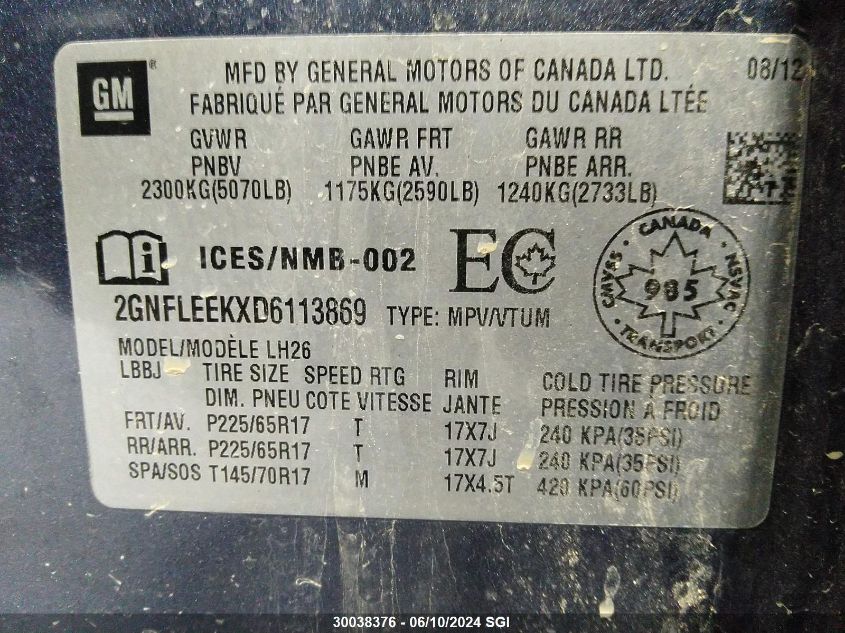 GM ®
MFD BY GENERAL MOTORS OF CANADA LTD. 08/12
FABRIQUÉ PAR GENERAL MOTORS DU CANADA LTÉE
GVWR GAWR FRT GAWR RR
PNBV PNBE AV. PNBE ARR.
2300KG(5070LB) 1175KG(2590LB) 1240KG(2733LB)
i ICES/NMB-002 EC
CANADA
CMVSS 985 NSVAC
TRANSPORT
2GNFLEEKXD6113869 TYPE: MPV/VTUM
MODEL/MODÈLE LH26
LBBJ TIRE SIZE SPEED RTG RIM COLD TIRE PRESSURE
DIM. PNEU COTE VITESSE JANTE PRESSION A FROID
FRT/AV. P225/65R17 T 17X7J 240 KPA(35PSI)
RR/ARR. P225/65R17 T 17X7J 240 KPA(35PSI)
SPA/SOS T145/70R17 M 17X4.5T 420 KPA(60PSI)
30038376 - 06/10/2024 SGI